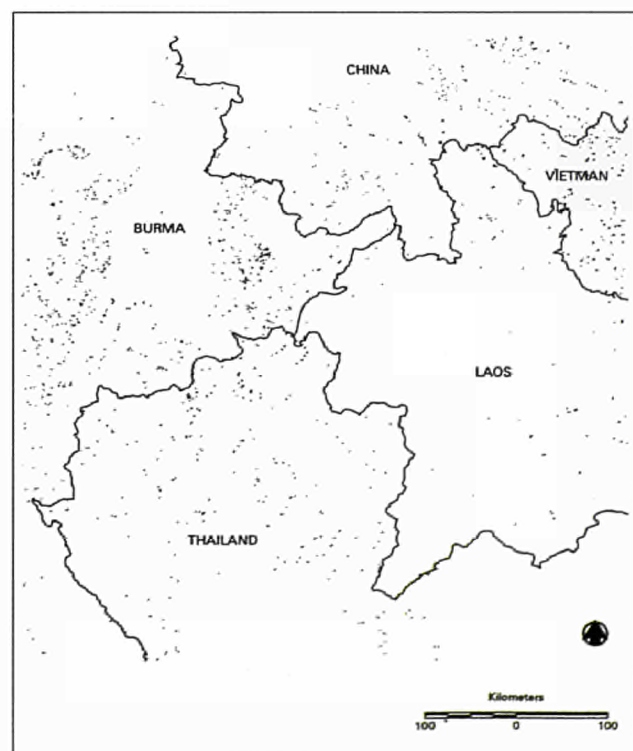 CHINA
VIETMAN
BURMA
LAOS
THAILAND
Kilometers
100 0 100